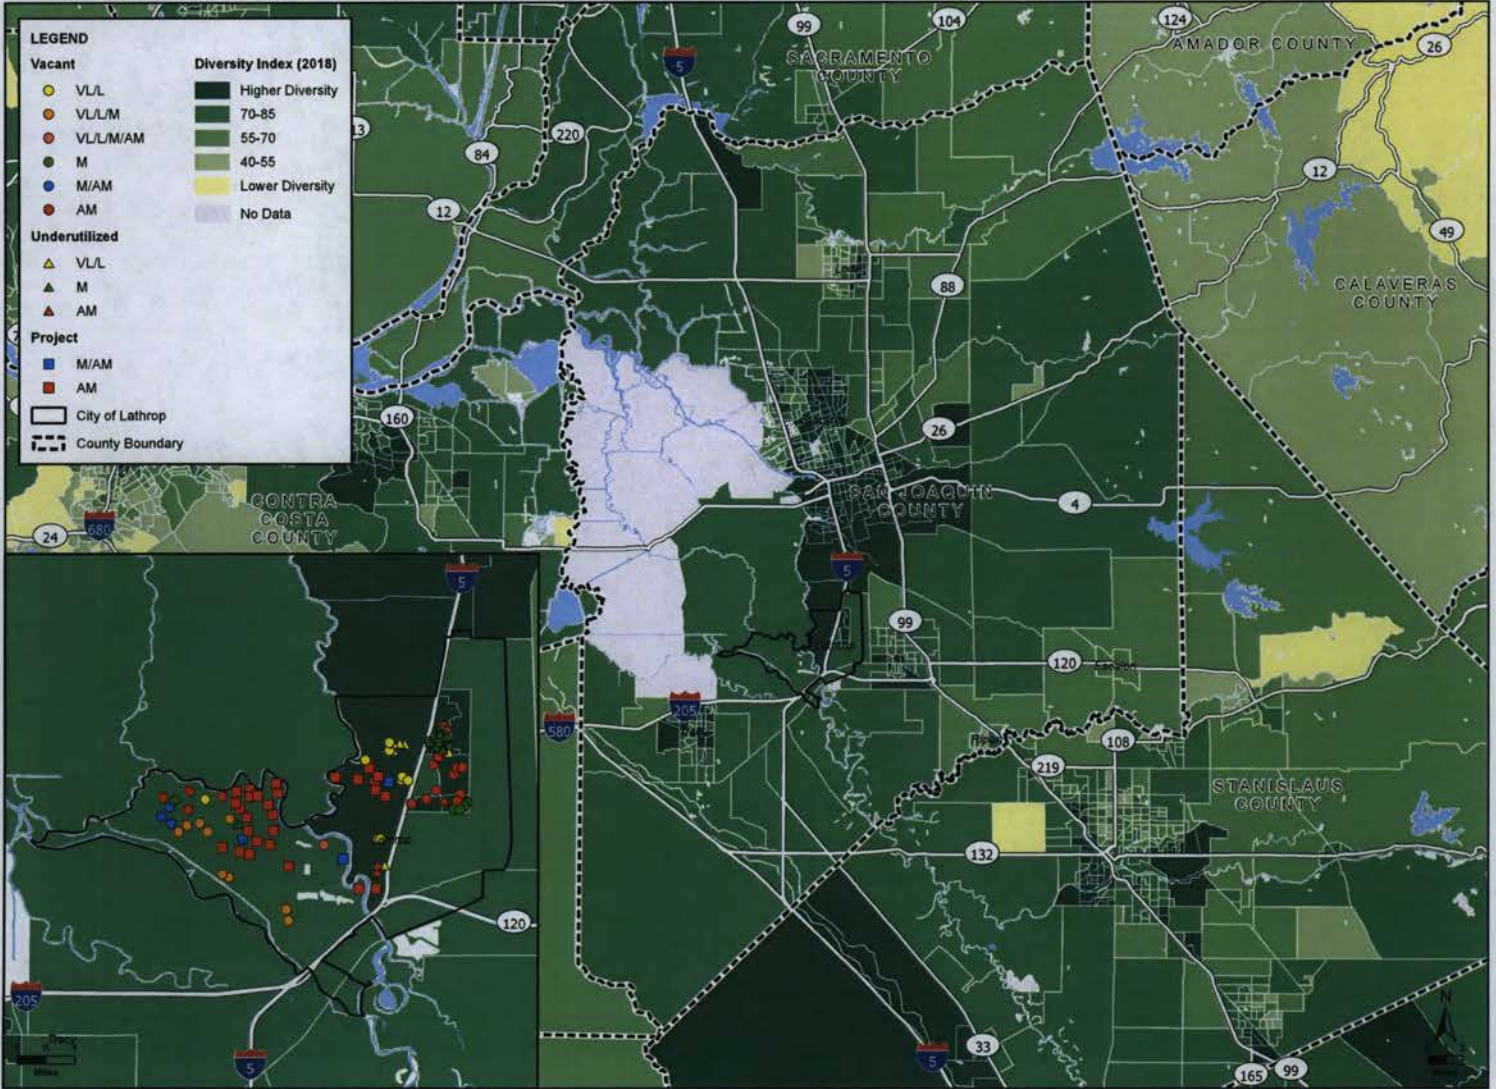 LEGEND
Vacant
VL/L
VL/L/M
VL/L/M/AM
M
M/AM
AM
Underutilized
VL/L
M
AM
Project
M/AM
AM
City of Lathrop
County Boundary
Diversity Index (2018)
Higher Diversity
70-85
55-70
40-55
Lower Diversity
No Data
99
104
124
SACRAMENTO
COUNTY
AMADOR COUNTY
26
5
13
220
84
12
12
49
88
CALAVERAS
COUNTY
160
26
CONTRA
COSTA
COUNTY
SAN JOAQUIN
COUNTY
4
24
680
5
5
99
120
205
580
108
219
STANISLAUS
COUNTY
132
120
205
Tracy
Miles
5
5
33
165
99
N